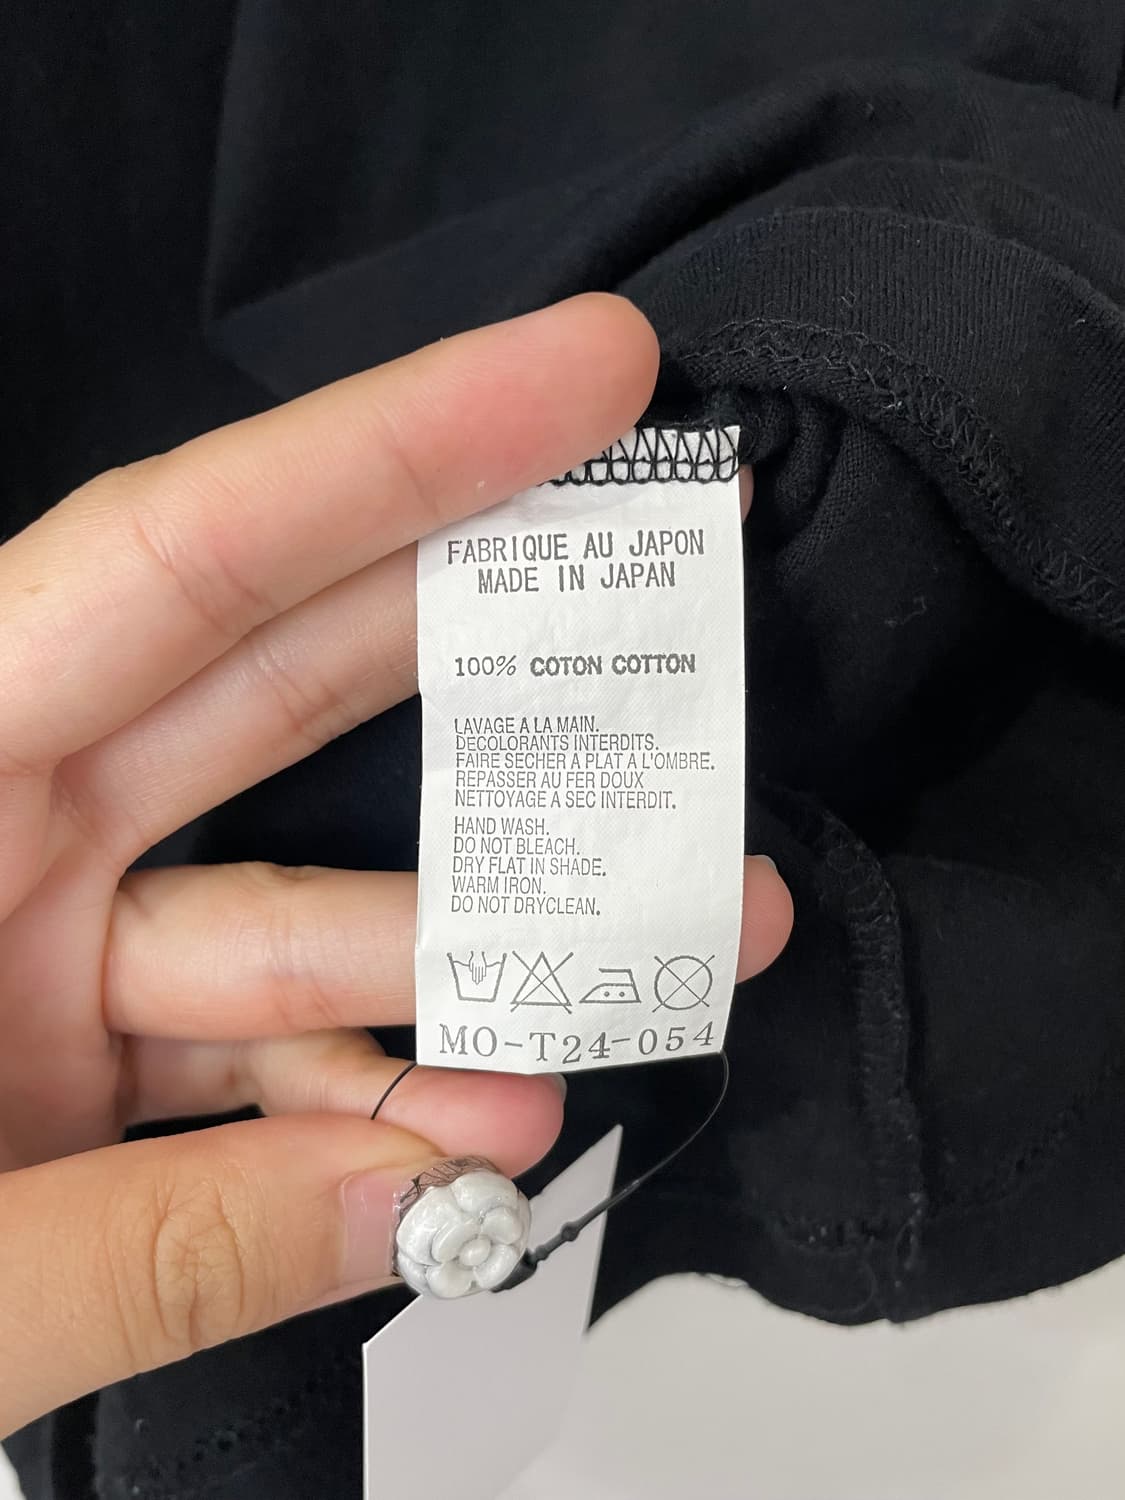 FABRIQUE AU JAPON
MADE IN JAPAN
100% COTON COTTON
LAVAGE A LA MAIN.
DECOLORANTS INTERDITS.
FAIRE SECHER A PLAT A L'OMBRE.
REPASSER AU FER DOUX
NETTOYAGE A SEC INTERDIT.
HAND WASH.
DO NOT BLEACH.
DRY FLAT IN SHADE.
WARM IRON.
DO NOT DRYCLEAN.
MO-T24-054